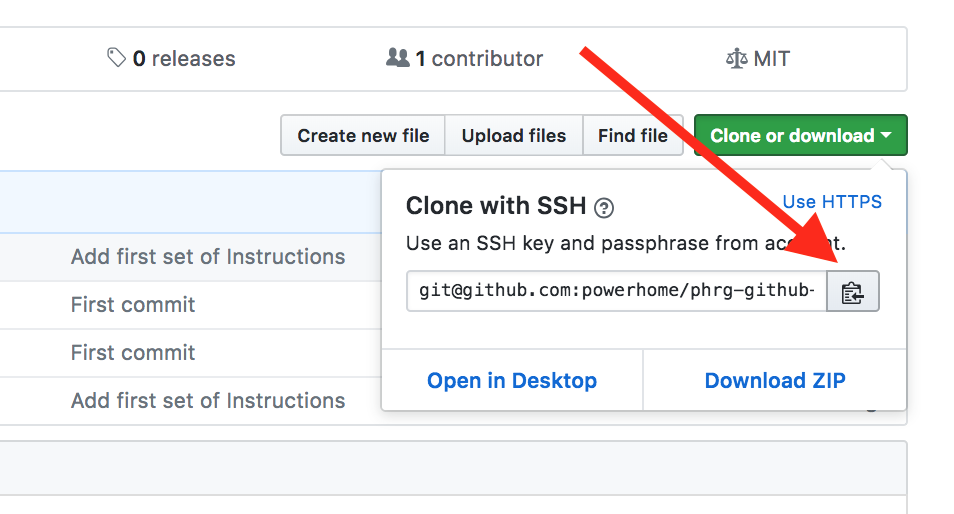 0 releases
1 contributor
MIT
Create new file
Upload files
Find file
Clone or download
Clone with SSH ?
Use HTTPS
Use an SSH key and passphrase from
git@github.com:powerhome/phrg-github-
Open in Desktop
Download ZIP
Add first set of Instructions
First commit
First commit
Add first set of Instructions